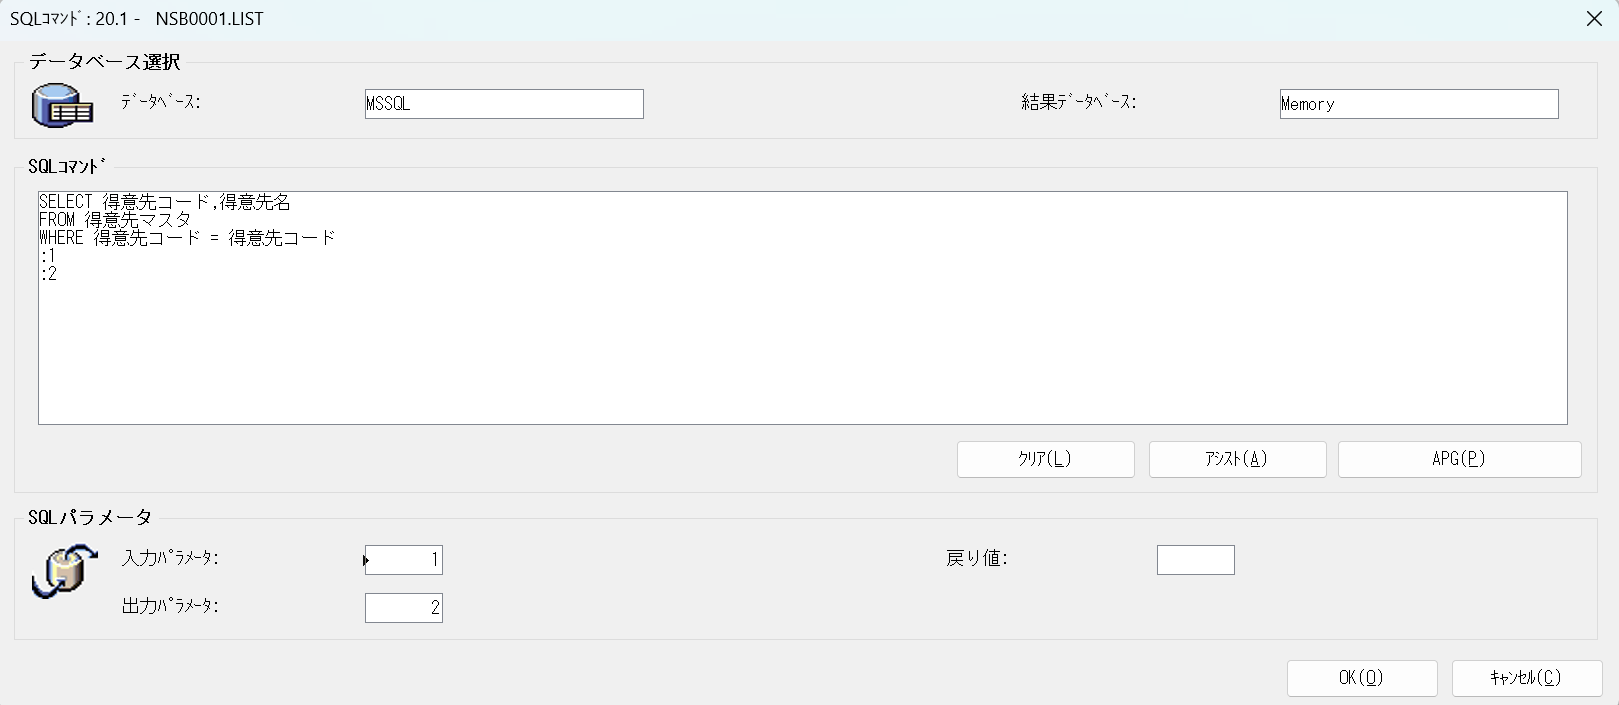 SQLｺﾏﾝﾄﾞ: 20.1 - NSB0001.LIST
データベース選択
ﾃﾞｰﾀﾍﾞｰｽ:
MSSQL
結果ﾃﾞｰﾀﾍﾞｰｽ:
Memory
SQLｺﾏﾝﾄﾞ
SELECT 得意先コード,得意先名
FROM 得意先マスタ
WHERE 得意先コード = 得意先コード
:1
:2
ｸﾘｱ(L)
ｱｼｽﾄ(A)
APG(P)
SQLパラメータ
入力ﾊﾟﾗﾒｰﾀ:
1
戻り値:
出力ﾊﾟﾗﾒｰﾀ:
2
OK(O)
ｷｬﾝｾﾙ(C)